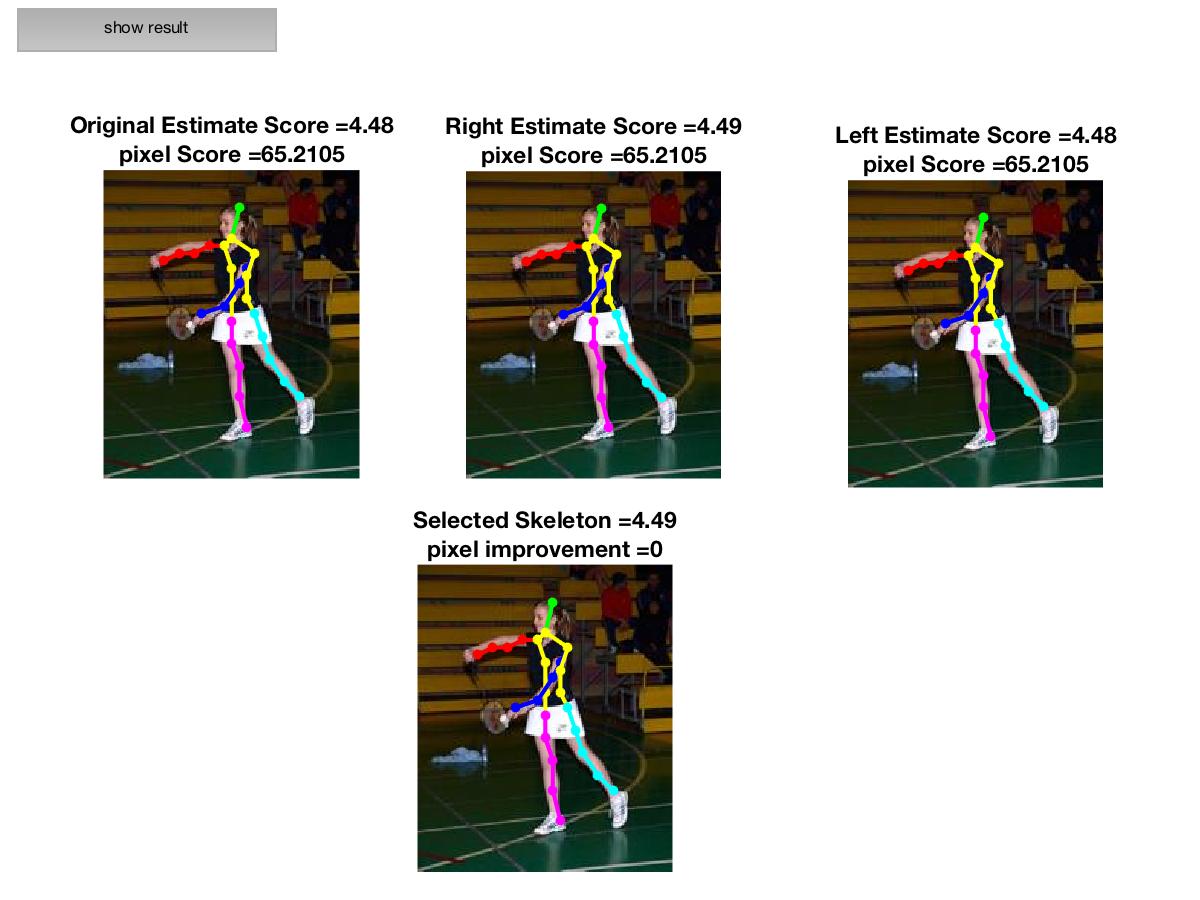 show result
Original Estimate Score =4.48
pixel Score =65.2105
Right Estimate Score =4.49
pixel Score =65.2105
Left Estimate Score =4.48
pixel Score =65.2105
Selected Skeleton =4.49
pixel improvement =0